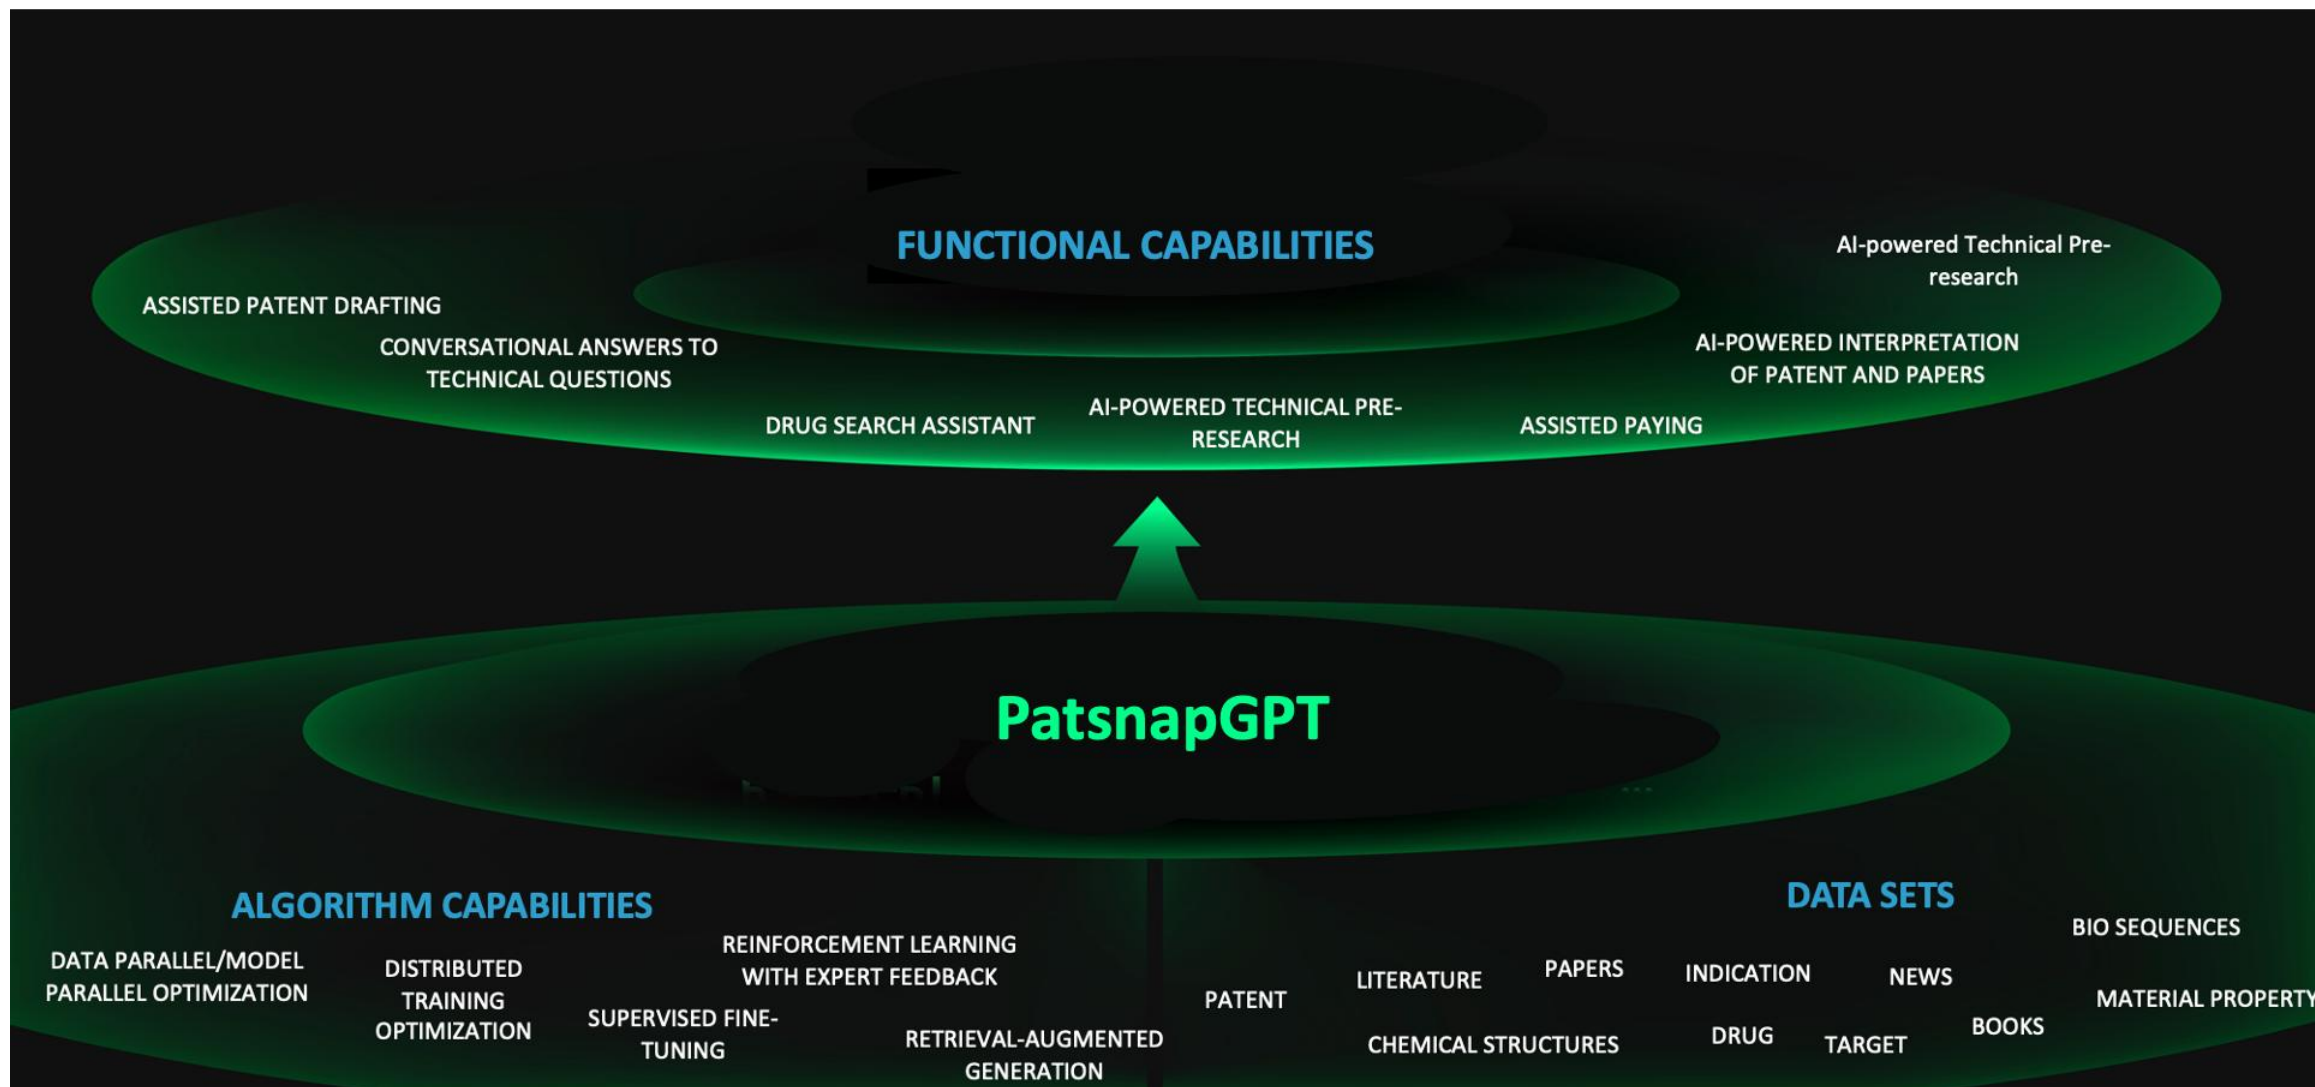 FUNCTIONAL CAPABILITIES
AI-powered Technical Pre-
research
ASSISTED PATENT DRAFTING
CONVERSATIONAL ANSWERS TO
TECHNICAL QUESTIONS
AI-POWERED INTERPRETATION
OF PATENT AND PAPERS
DRUG SEARCH ASSISTANT
AI-POWERED TECHNICAL PRE-
RESEARCH
ASSISTED PAYING
PatsnapGPT
...
ALGORITHM CAPABILITIES
DATA PARALLEL/MODEL
PARALLEL OPTIMIZATION
DISTRIBUTED
TRAINING
OPTIMIZATION
REINFORCEMENT LEARNING
WITH EXPERT FEEDBACK
SUPERVISED FINE-
TUNING
RETRIEVAL-AUGMENTED
GENERATION
DATA SETS
BIO SEQUENCES
PATENT
LITERATURE
PAPERS
INDICATION
NEWS
MATERIAL PROPERTY
CHEMICAL STRUCTURES
DRUG
TARGET
BOOKS